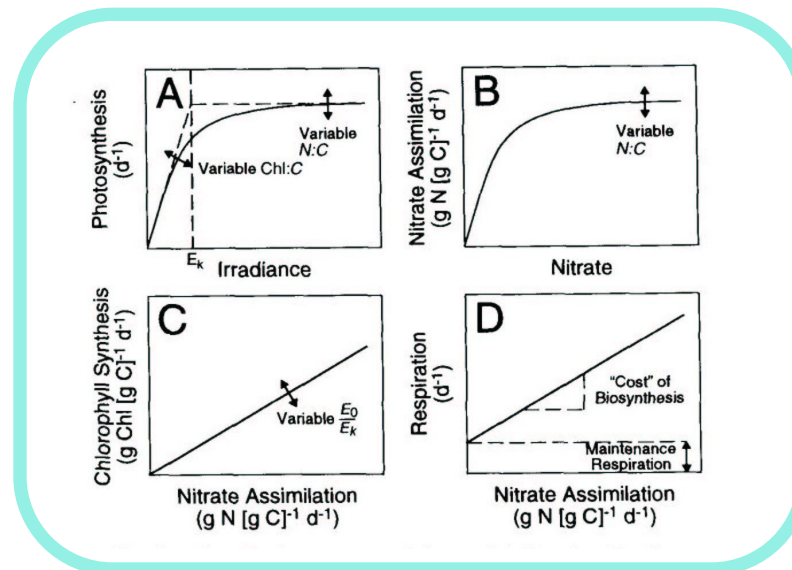 A
Photosynthesis
(d-1)
Variable
N:C
Variable Chl:C
Ek
Irradiance
B
Nitrate Assimilation
(g N [g C]-1 d-1)
Variable
N:C
Nitrate
C
Chlorophyll Synthesis
(g Chl [g C]-1 d-1)
Variable E0
Ek
Nitrate Assimilation
(g N [g C]-1 d-1)
D
Respiration
(d-1)
"Cost" of
Biosynthesis
Maintenance
Respiration
Nitrate Assimilation
(g N [g C]-1 d-1)